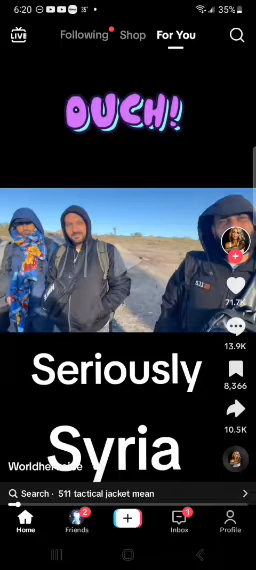 6:20 35%
LIVE Following Shop For You
OUCH!
511
71.7K
13.9K
8,366
10.5K
Seriously
Syria
Search · 511 tactical jacket mean
2 1
Home Friends Inbox Profile